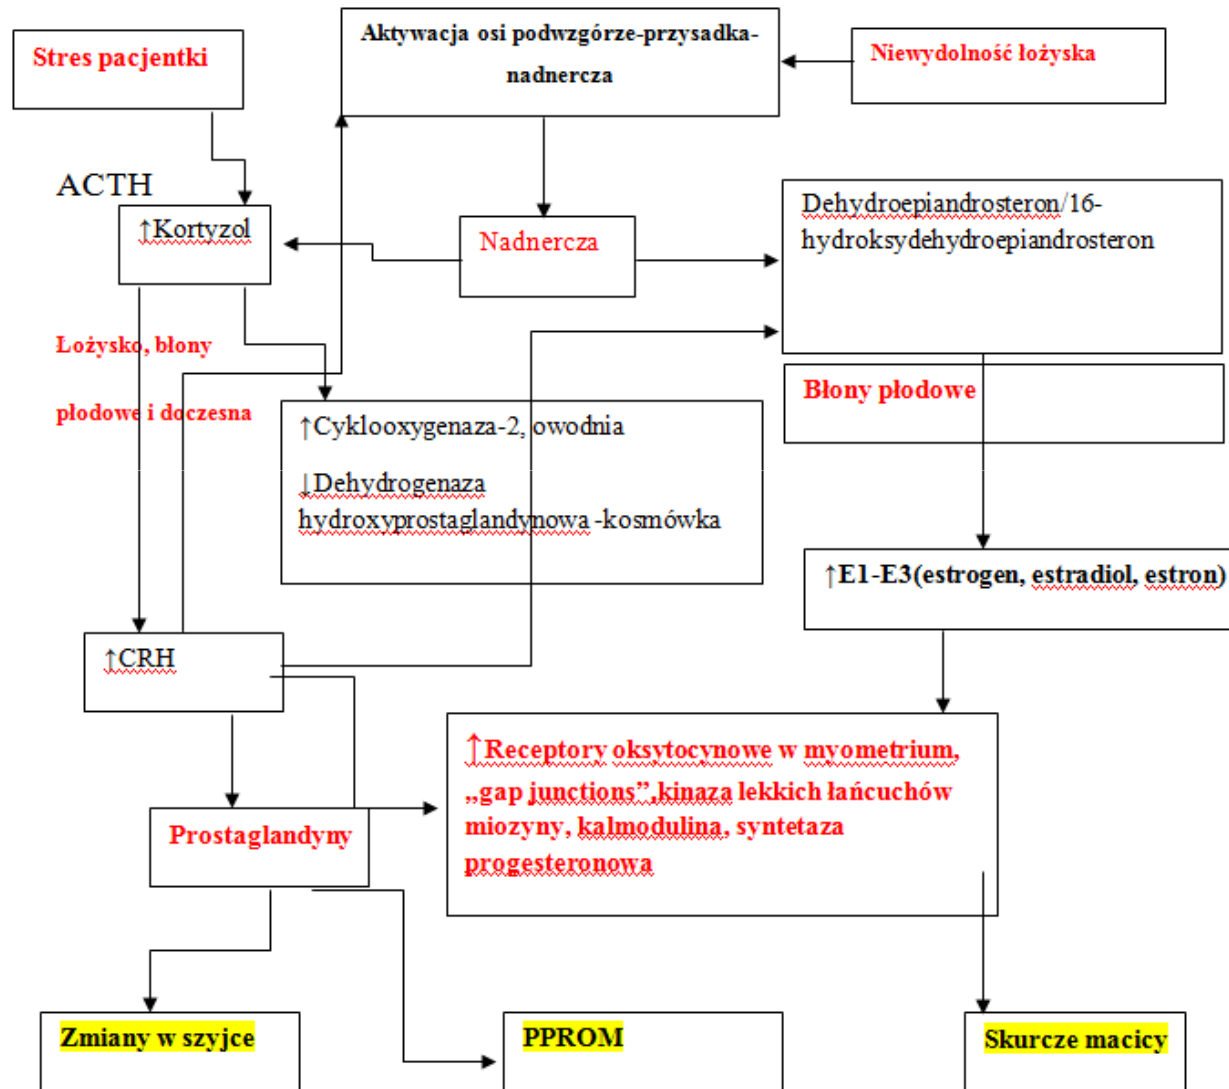 Stres pacjentki
Aktywacja osi podwzgórze-przysadka-
nadnercza
Niewydolność łożyska
ACTH
↑Kortyzol
Nadnercza
Dehydroepiandrosteron/16-
hydroksydehydroepiandrosteron
Łożysko, błony
płodowe i doczesna
Błony płodowe
↑Cyklooxygenaza-2, owodnia
↓Dehydrogenaza
hydroxyprostaglandynowa -kosmówka
↑E1-E3(estrogen, estradiol, estron)
↑CRH
↑Receptory oksytocynowe w myometrium,
„gap junctions”,kinaza lekkich łańcuchów
miozyny, kalmodulina, syntetaza
progesteronowa
Prostaglandyny
Zmiany w szyjce
PPROM
Skurcze macicy